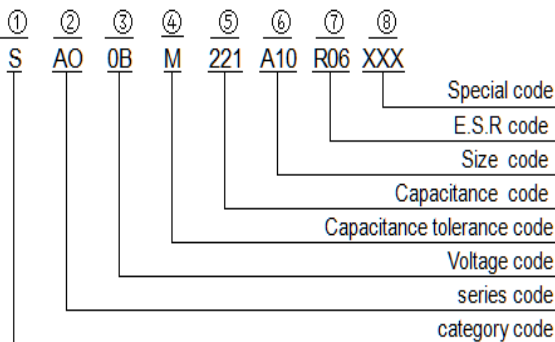 ① ② ③ ④ ⑤ ⑥ ⑦ ⑧
S AO 0B M 221 A10 R06 XXX
Special code
E.S.R code
Size code
Capacitance code
Capacitance tolerance code
Voltage code
series code
category code